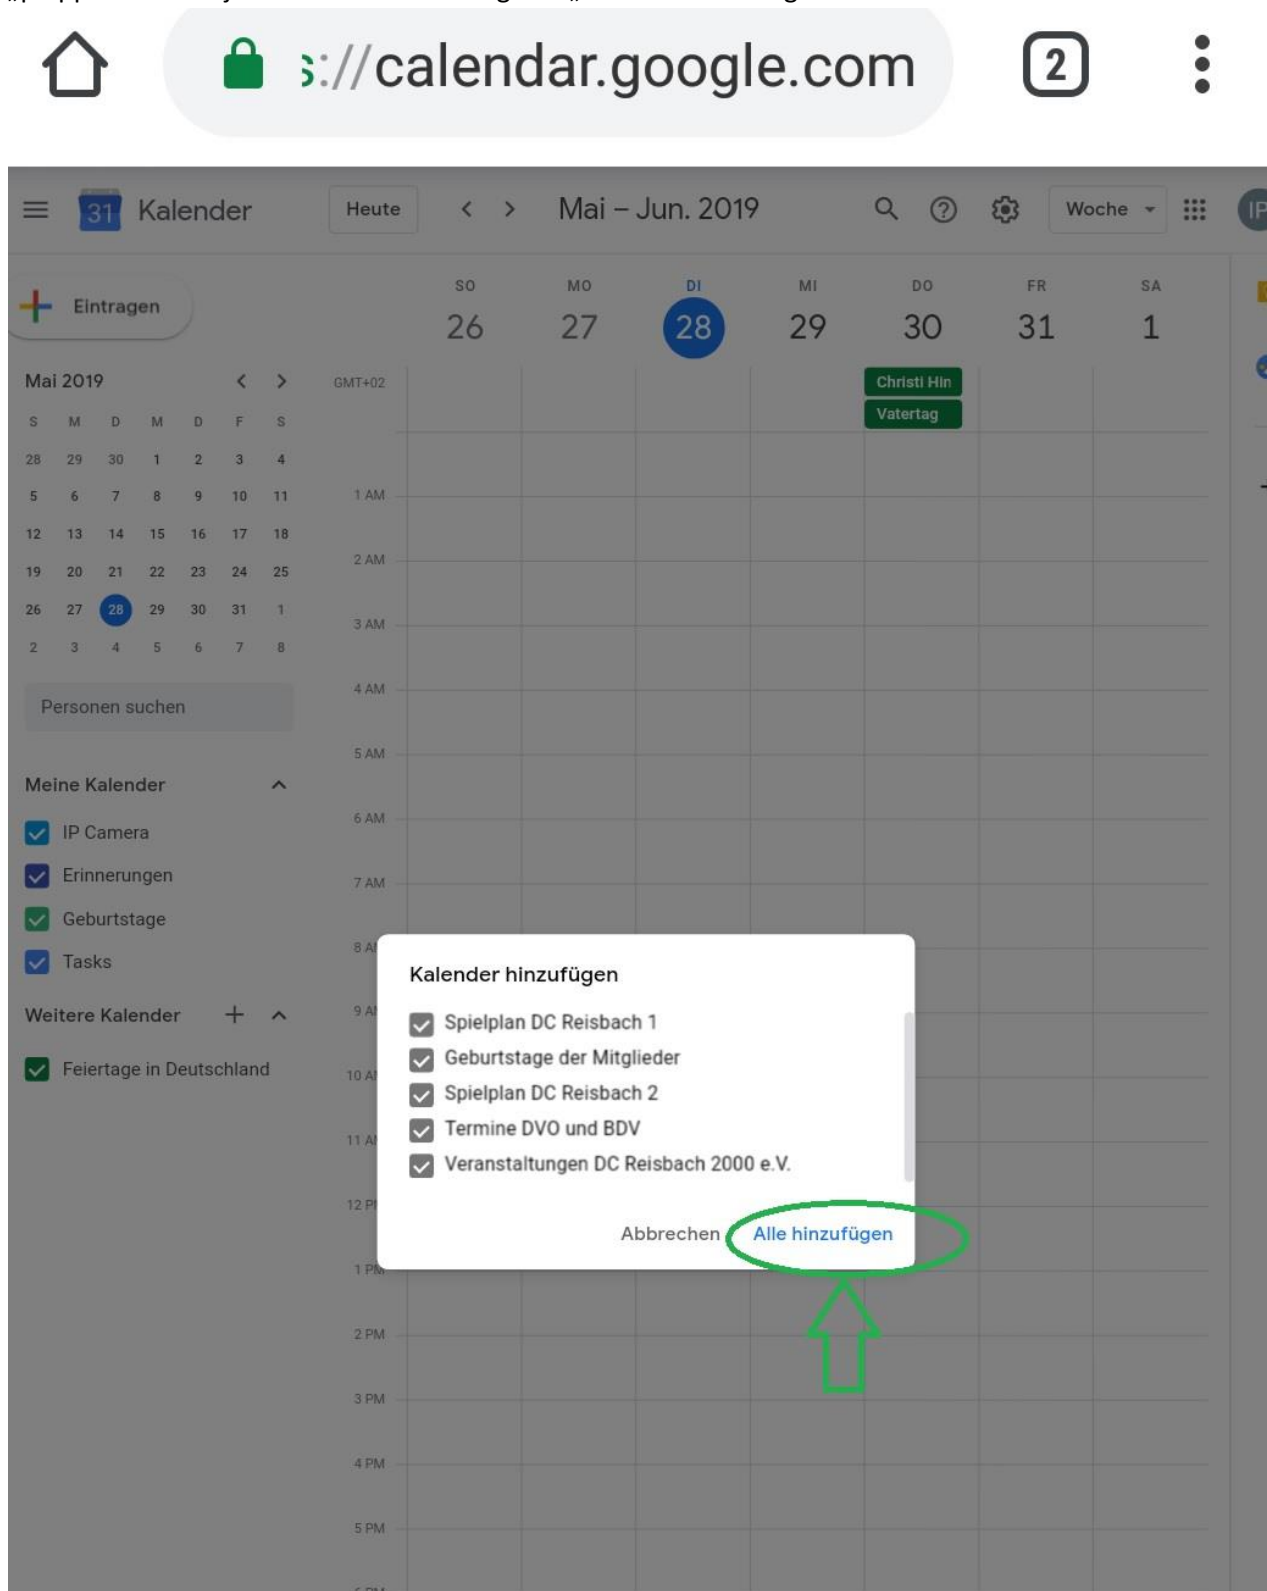 s://calendar.google.com
2
31 Kalender Heute Mai – Jun. 2019 Woche IP
Eintragen
SO MO DI MI DO FR SA
26 27 28 29 30 31 1
GMT+02
Christi Hin
Vatertag
Mai 2019
S M D M D F S
28 29 30 1 2 3 4
5 6 7 8 9 10 11
12 13 14 15 16 17 18
19 20 21 22 23 24 25
26 27 28 29 30 31 1
2 3 4 5 6 7 8
Personen suchen
Meine Kalender
IP Camera
Erinnerungen
Geburtstage
Tasks
Weitere Kalender
Feiertage in Deutschland
1 AM
2 AM
3 AM
4 AM
5 AM
6 AM
7 AM
8 A
9 A
10 A
11 A
12 P
1 PM
2 PM
3 PM
4 PM
5 PM
Kalender hinzufügen
Spielplan DC Reisbach 1
Geburtstage der Mitglieder
Spielplan DC Reisbach 2
Termine DVO und BDV
Veranstaltungen DC Reisbach 2000 e.V.
Abbrechen Alle hinzufügen